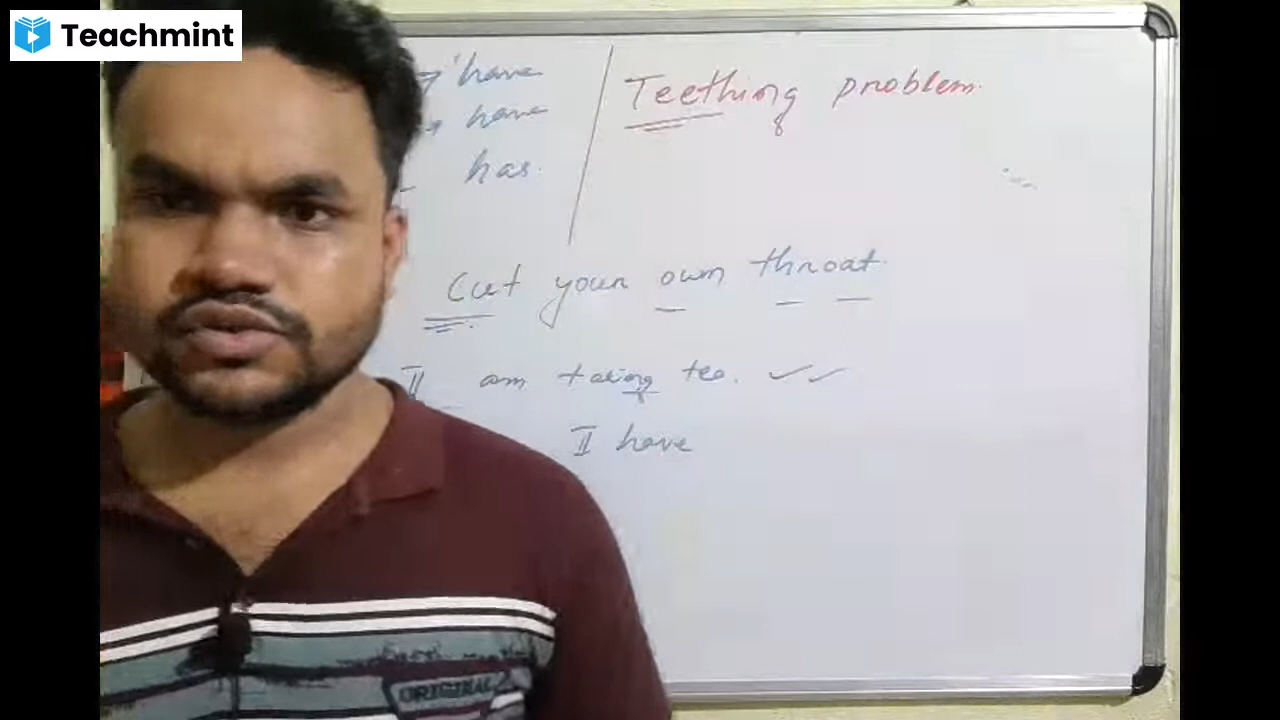 Teachmint
have
have
has.
Teething problem.
Cut your own throat.
I am taking tea.
I have
ORIGINAL